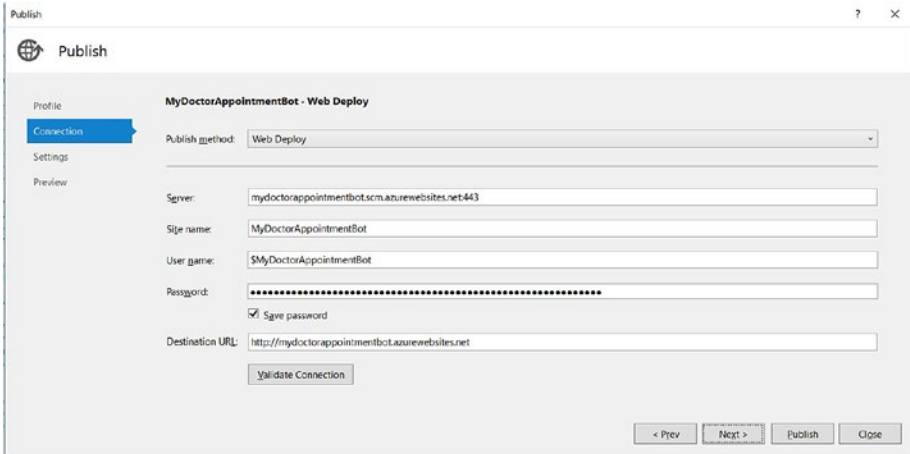 Publish
? ×
Publish
Profile
Connection
Settings
Preview
MyDoctorAppointmentBot - Web Deploy
Publish method: Web Deploy
Server: mydoctorappointmentbot.scm.azurewebsites.net:443
Site name: MyDoctorAppointmentBot
User name: $MyDoctorAppointmentBot
Password:
Save password
Destination URL: http://mydoctorappointmentbot.azurewebsites.net
Validate Connection
< Prev Next > Publish Close